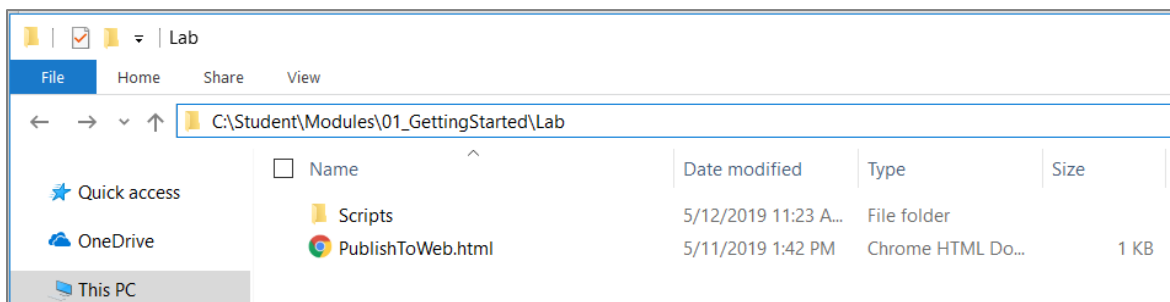 Lab
File Home Share View
C:\Student\Modules\01_GettingStarted\Lab
Name Date modified Type Size
Quick access
Scripts 5/12/2019 11:23 A... File folder
OneDrive
PublishToWeb.html 5/11/2019 1:42 PM Chrome HTML Do... 1 KB
This PC